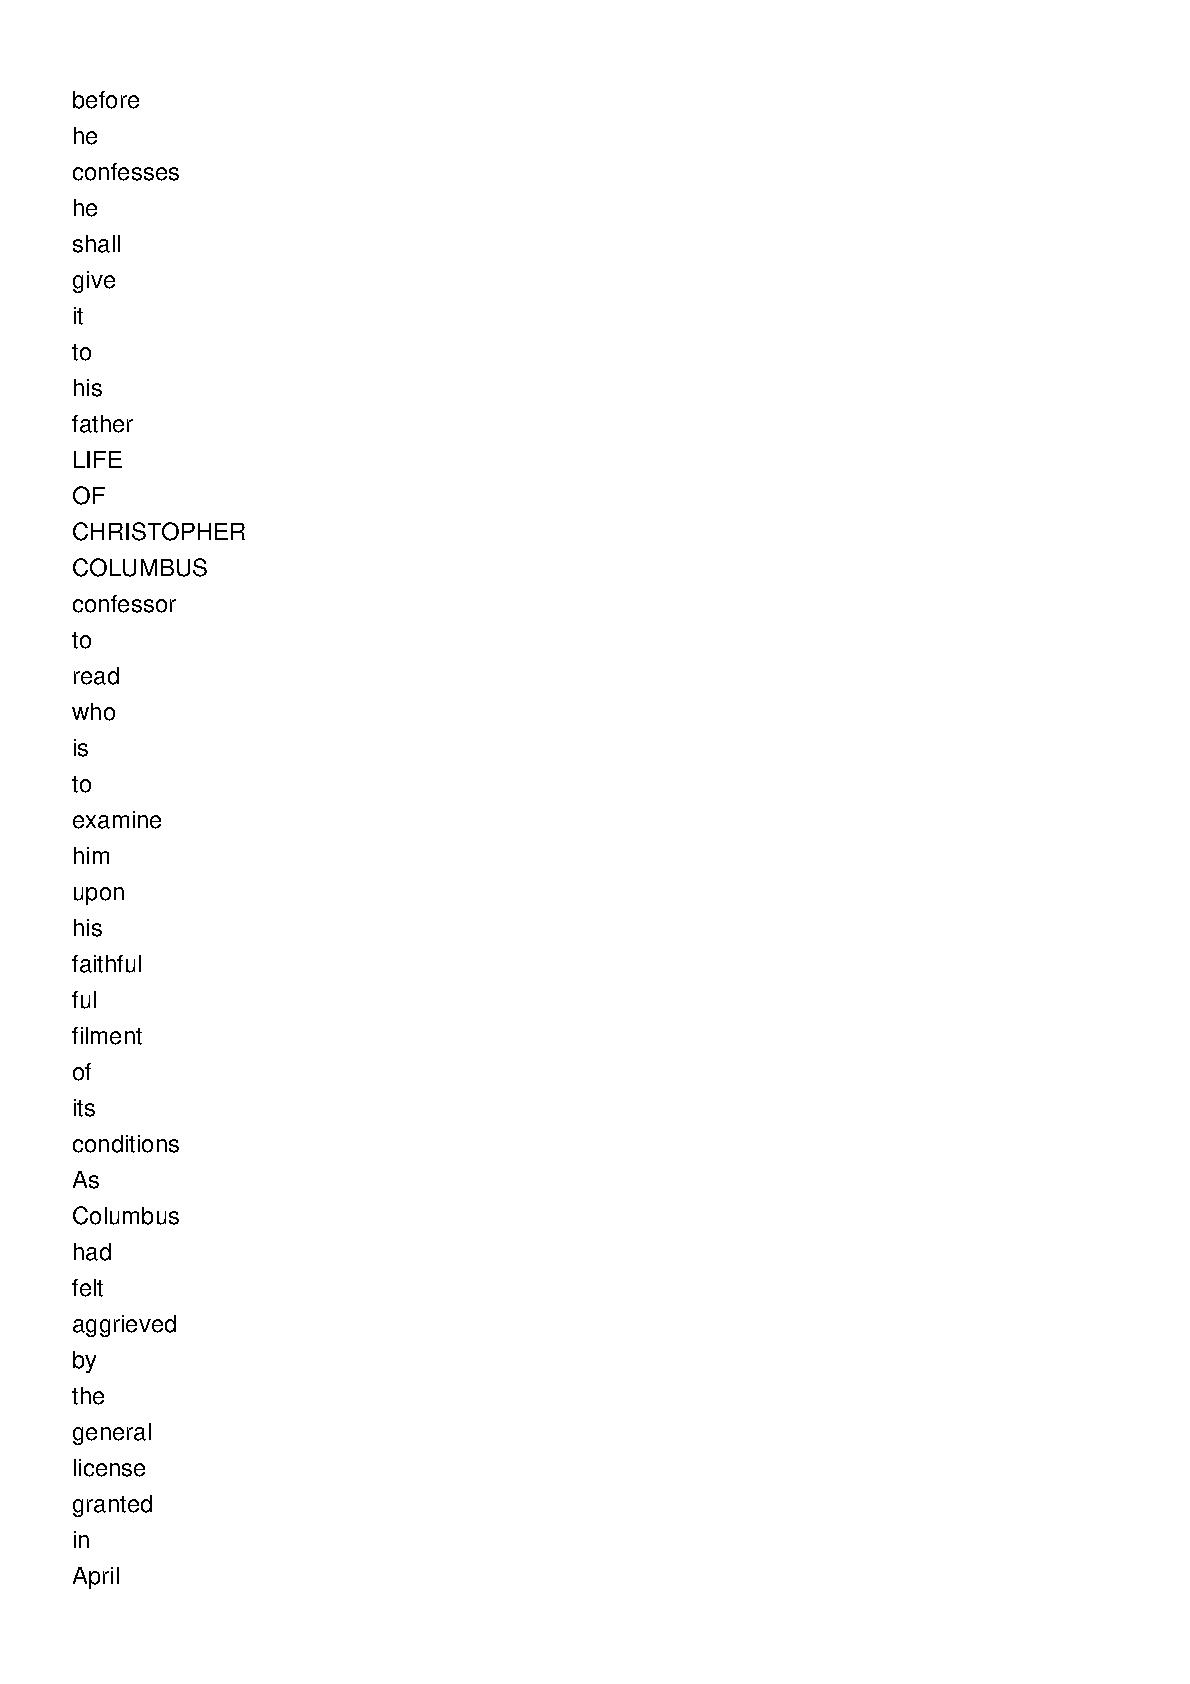 before
he
confesses
he
shall
give
it
to
his
father
LIFE
OF
CHRISTOPHER
COLUMBUS
confessor
to
read
who
is
to
examine
him
upon
his
faithful
ful
filment
of
its
conditions
As
Columbus
had
felt
aggrieved
by
the
general
license
granted
in
April